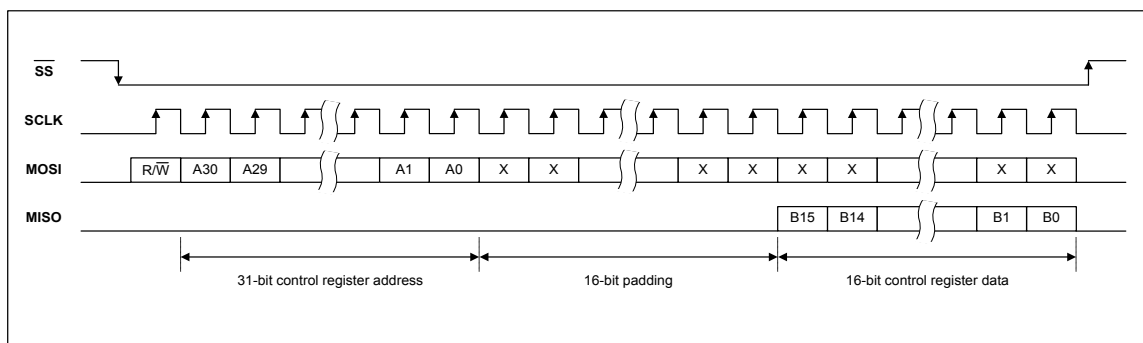 SS
SCLK
MOSI R/W A30 A29 A1 A0 X X X X X X X X
MISO B15 B14 B1 B0
31-bit control register address 16-bit padding 16-bit control register data